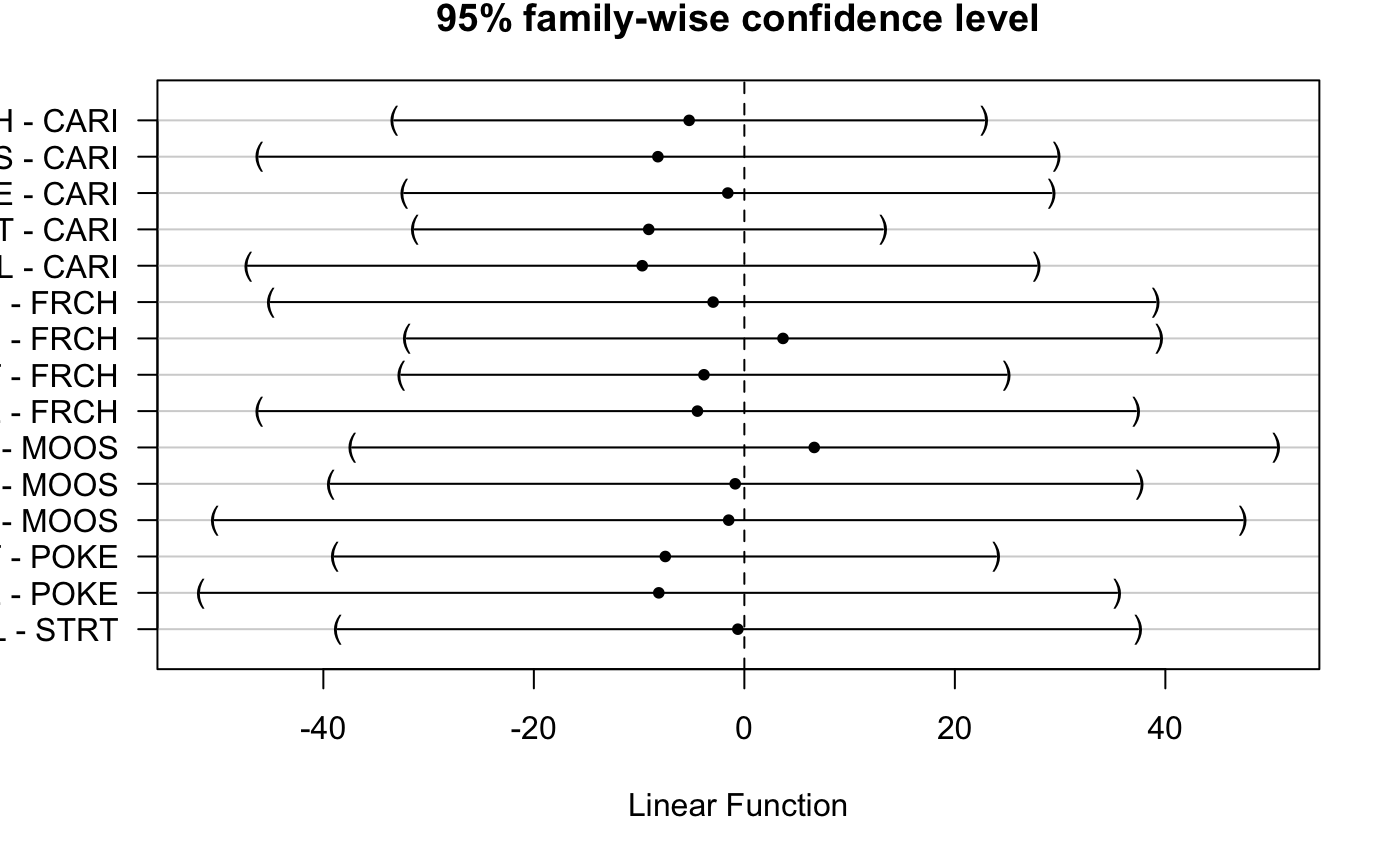 95% family-wise confidence level
H - CARI
S - CARI
E - CARI
T - CARI
L - CARI
- FRCH
- FRCH
- FRCH
- FRCH
- MOOS
- MOOS
- MOOS
- POKE
- POKE
- STRT
-40 -20 0 20 40
Linear Function